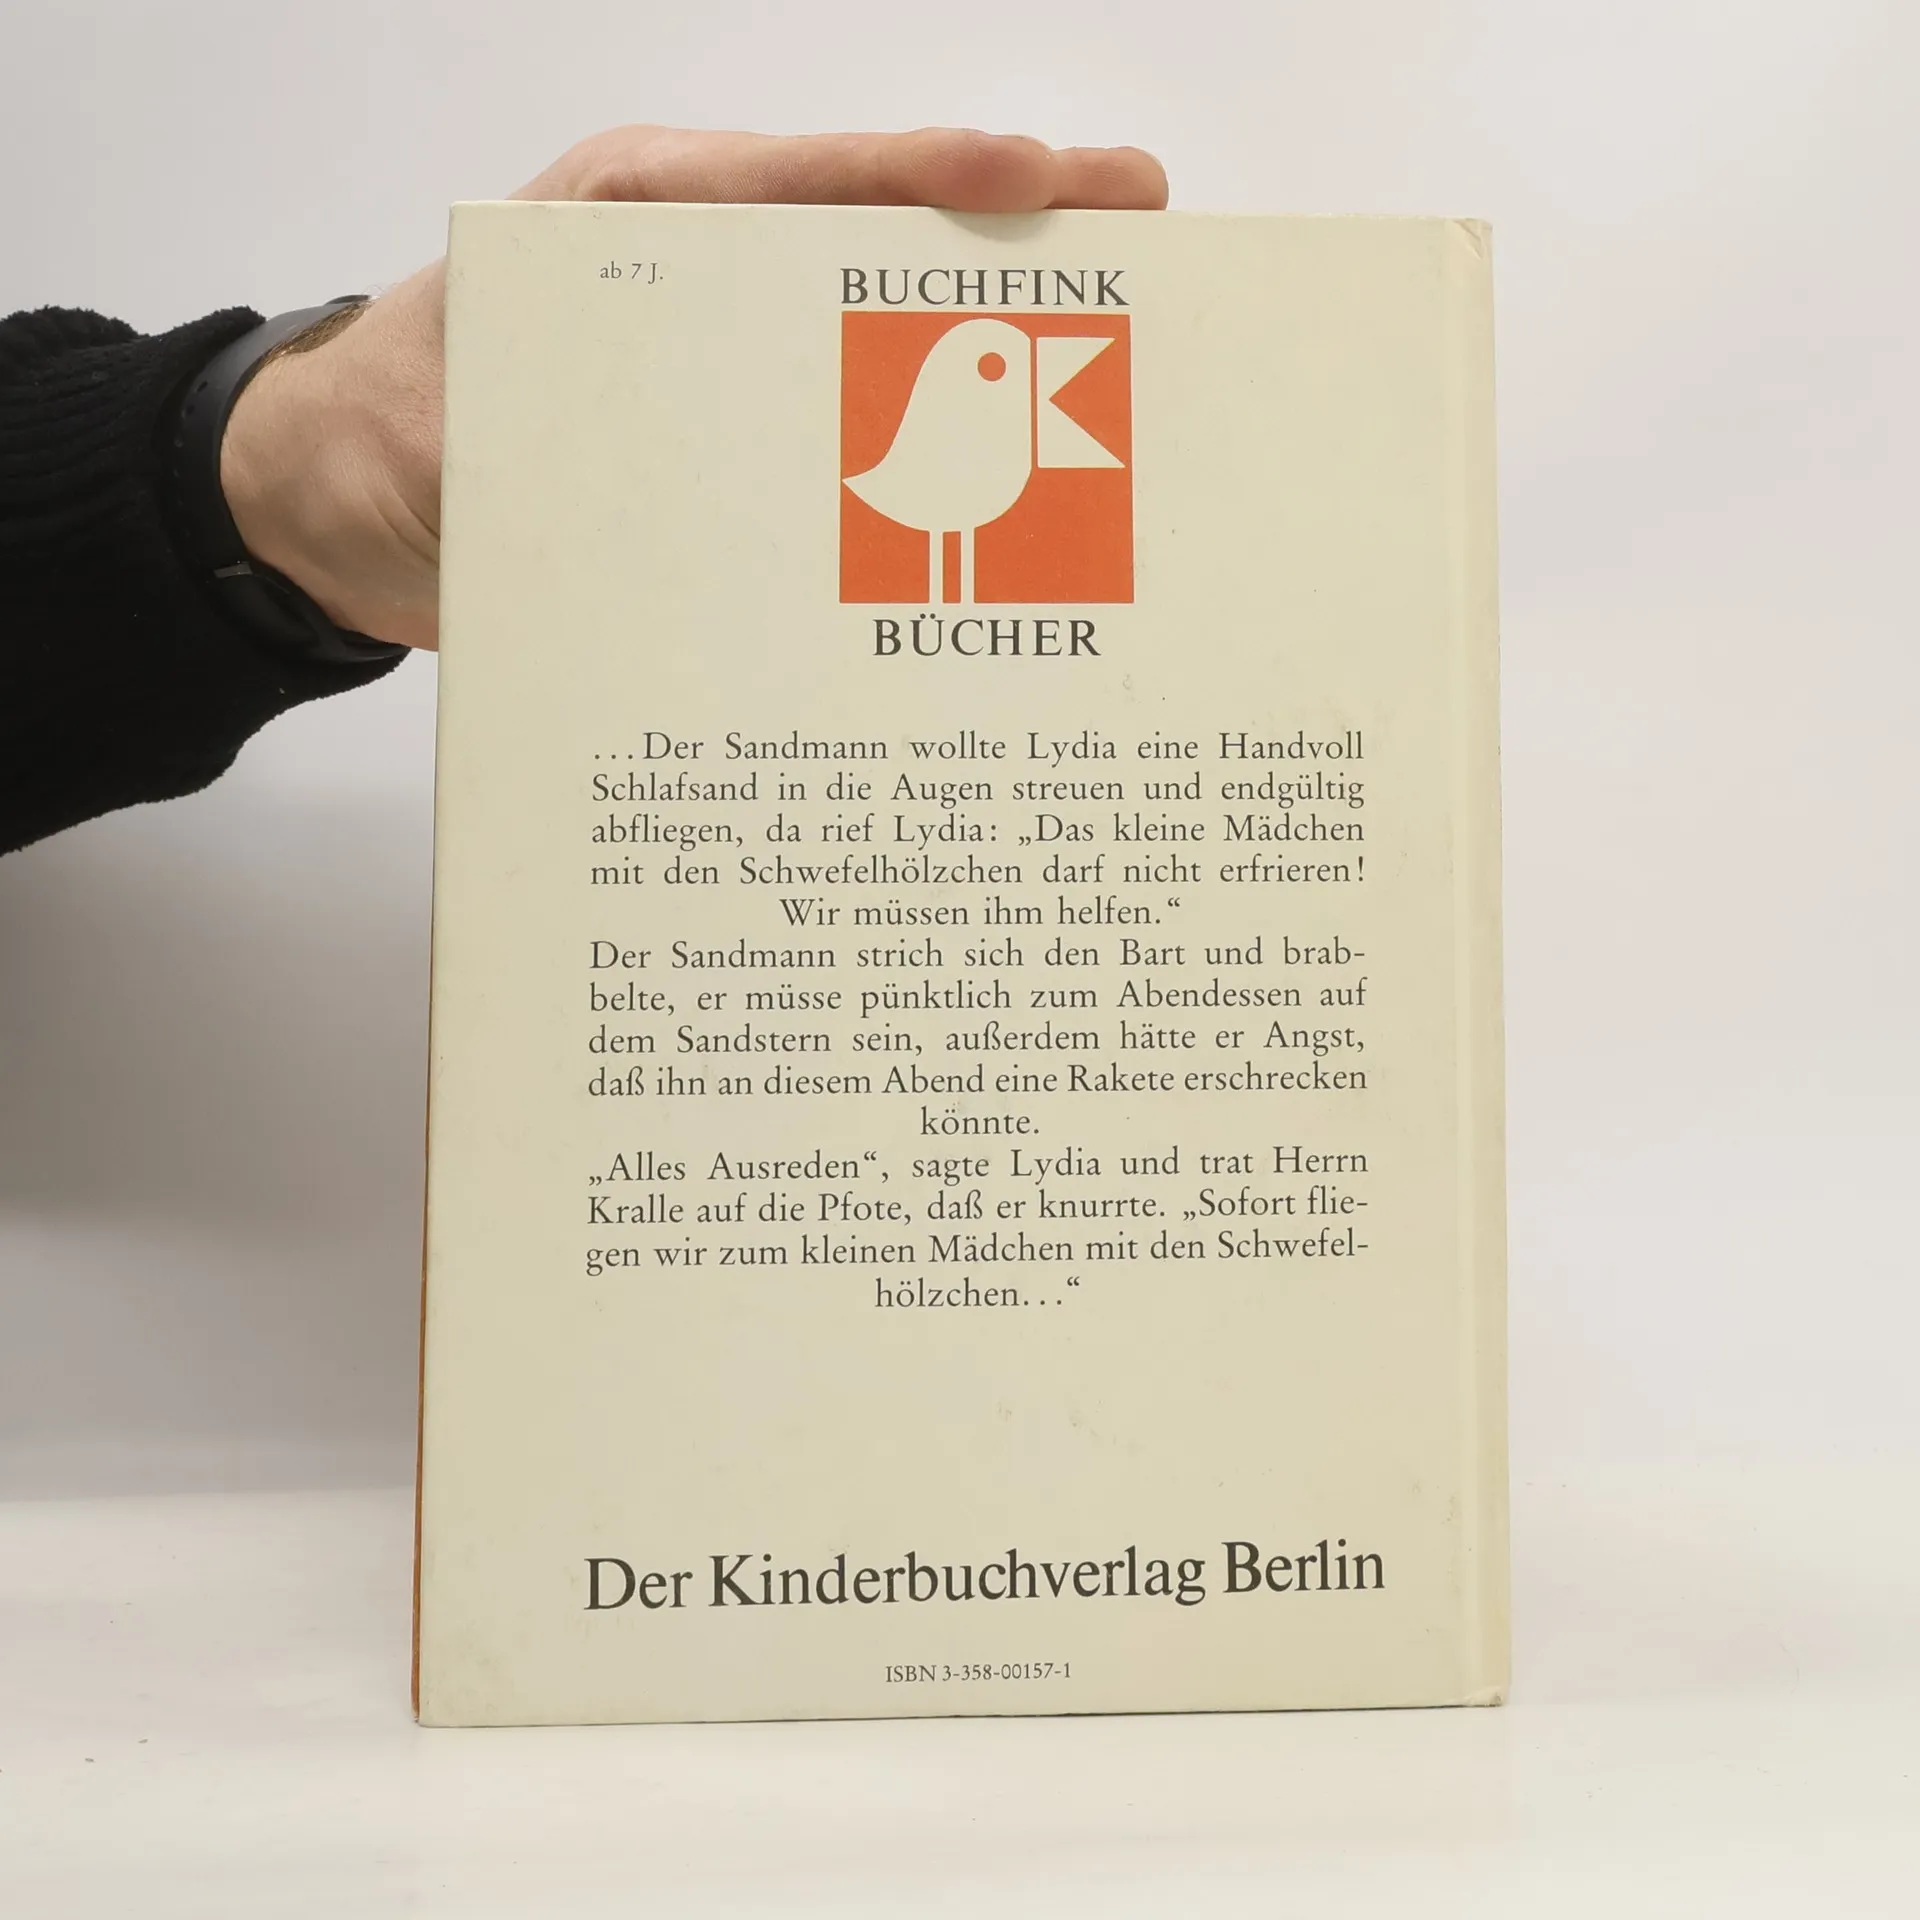 ab 7 J.
BUCHFINK
BÜCHER
...Der Sandmann wollte Lydia eine Handvoll
Schlafsand in die Augen streuen und endgültig
abfliegen, da rief Lydia: „Das kleine Mädchen
mit den Schwefelhölzchen darf nicht erfrieren!
Wir müssen ihm helfen.“
Der Sandmann strich sich den Bart und brab-
belte, er müsse pünktlich zum Abendessen auf
dem Sandstern sein, außerdem hätte er Angst,
daß ihn an diesem Abend eine Rakete erschrecken
könnte.
„Alles Ausreden“, sagte Lydia und trat Herrn
Kralle auf die Pfote, daß er knurrte. „Sofort flie-
gen wir zum kleinen Mädchen mit den Schwefel-
hölzchen...“
Der Kinderbuchverlag Berlin
ISBN 3-358-00157-1